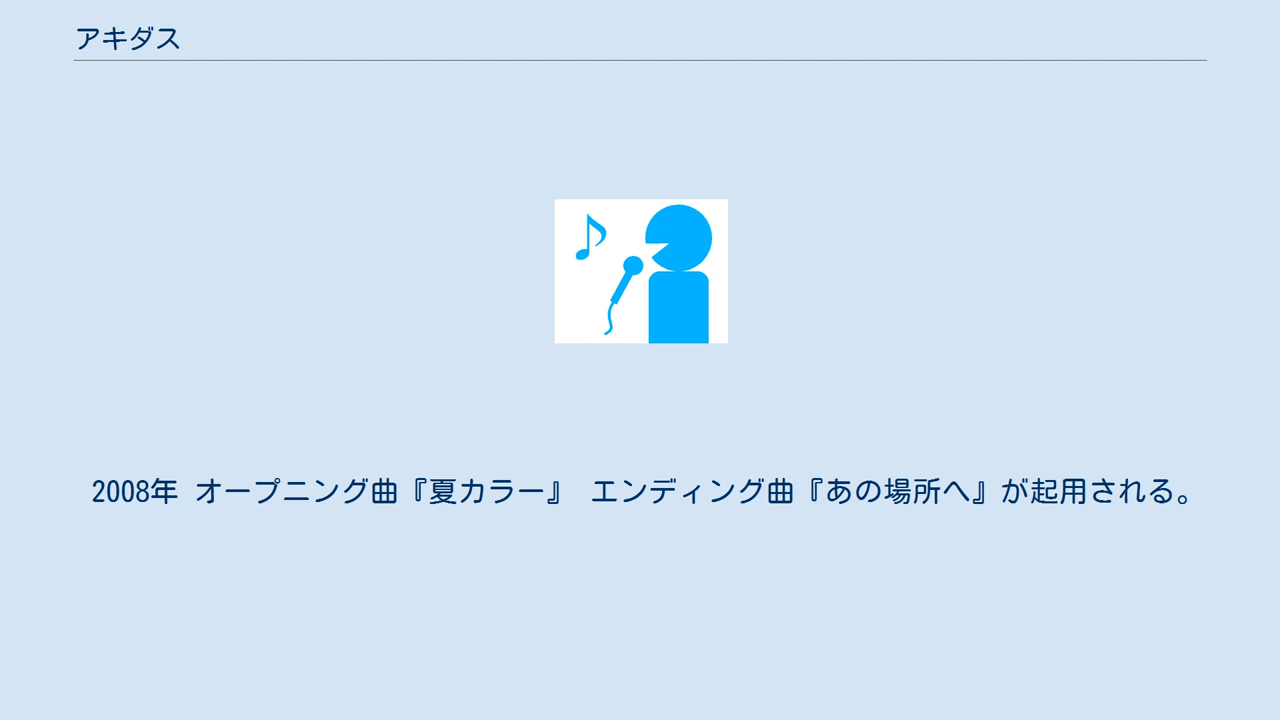 アキダス
2008年 オープニング曲『夏カラー』 エンディング曲『あの場所へ』が起用される。